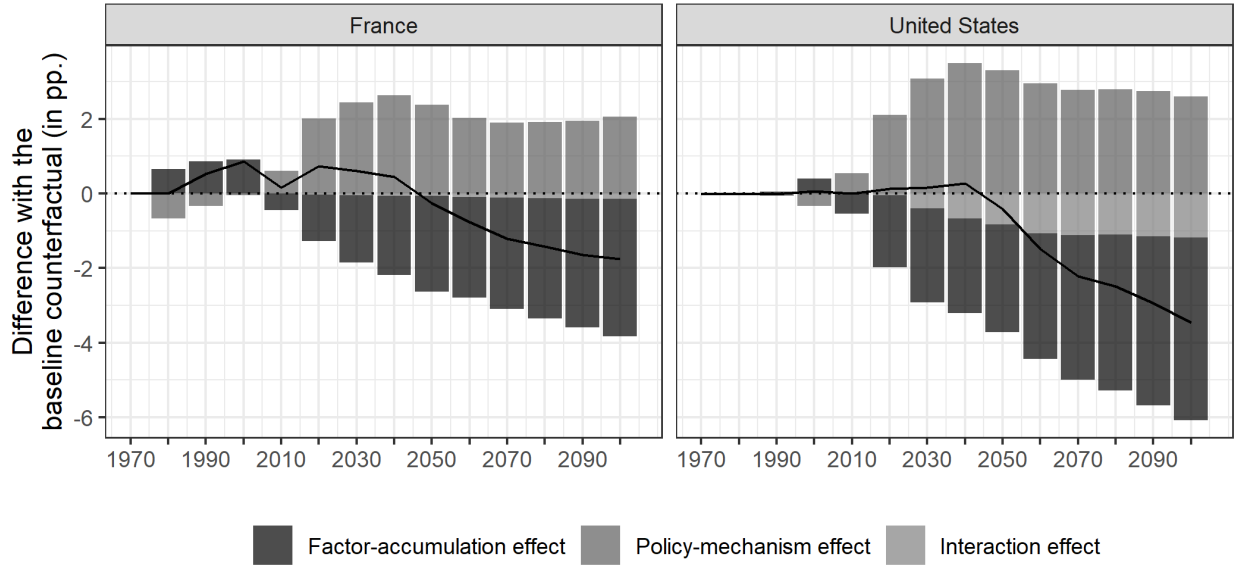 France
United States
Difference with the
baseline counterfactual (in pp.)
2
0
-2
-4
-6
1970 1990 2010 2030 2050 2070 2090
1970 1990 2010 2030 2050 2070 2090
Factor-accumulation effect
Policy-mechanism effect
Interaction effect